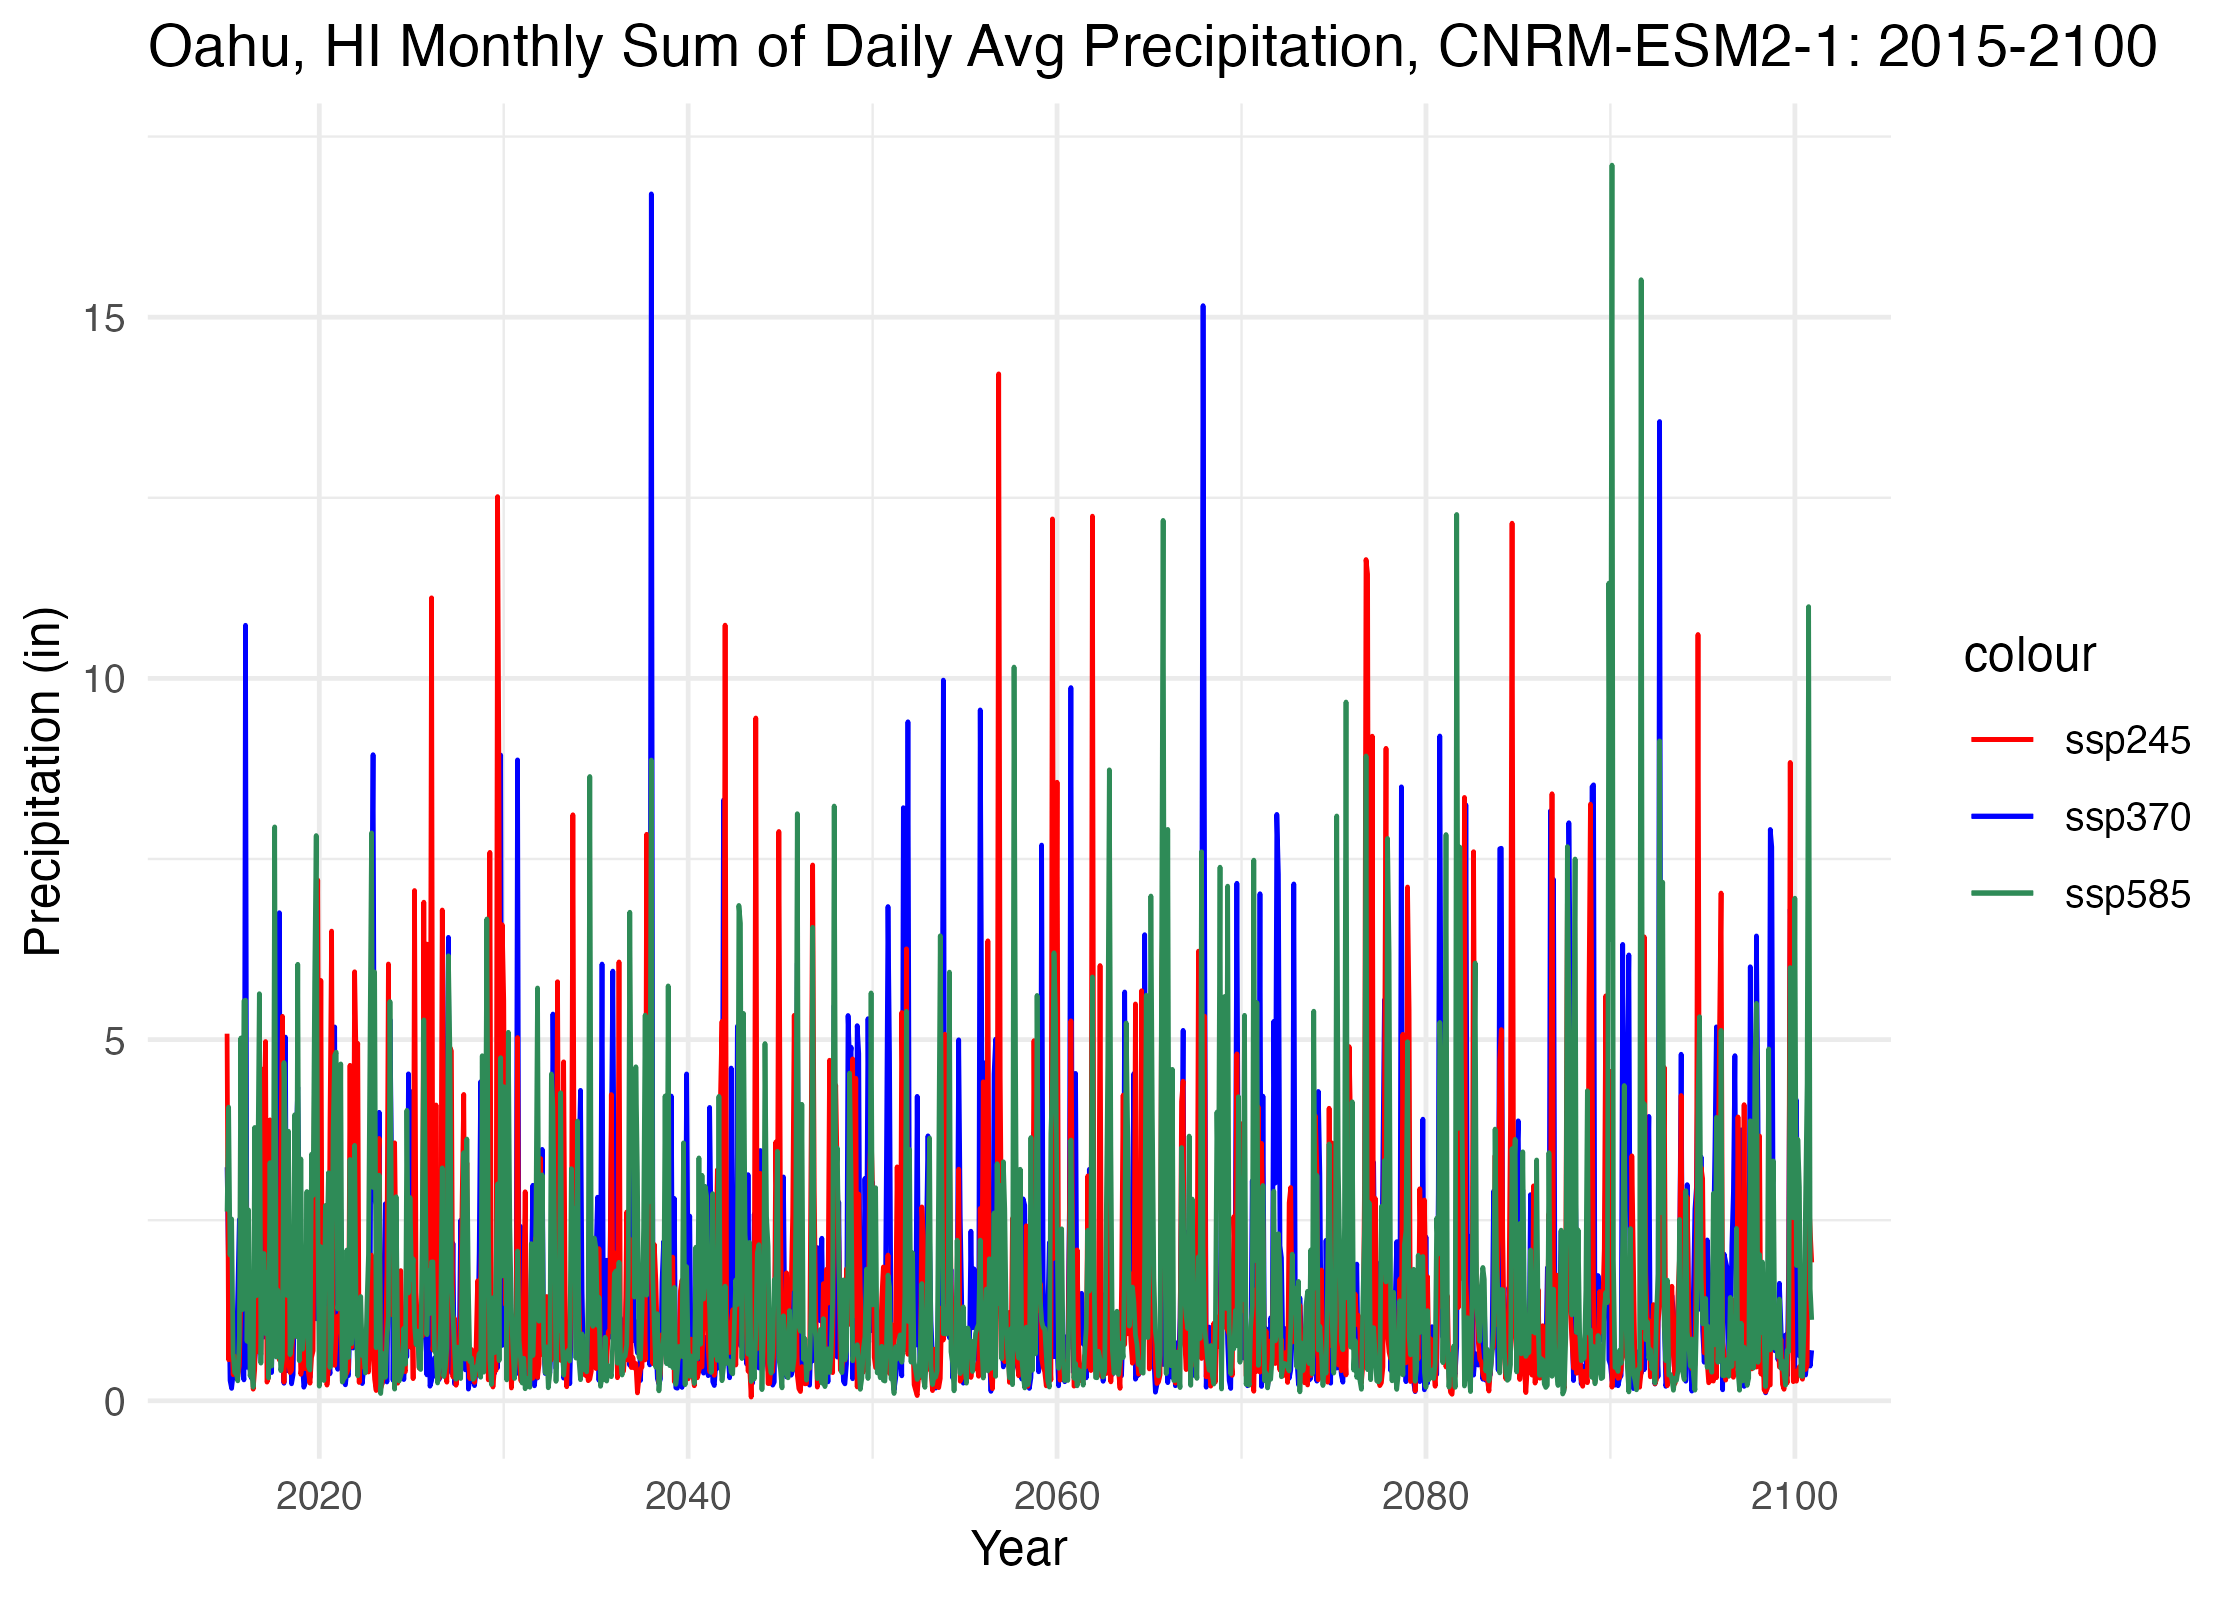 Oahu, HI Monthly Sum of Daily Avg Precipitation, CNRM-ESM2-1: 2015-2100
Precipitation (in)
15
10
5
0
2020 2040 2060 2080 2100
Year
colour
ssp245
ssp370
ssp585